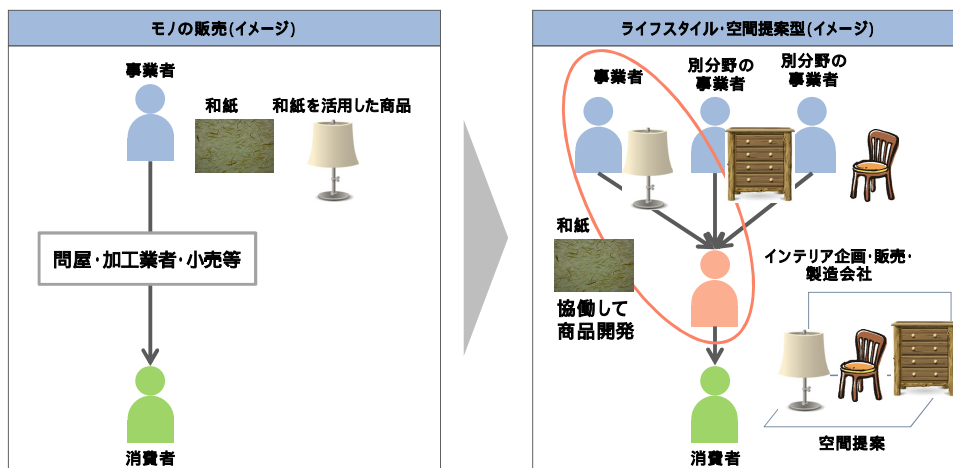 モノの販売(イメージ)
事業者
和紙
和紙を活用した商品
問屋・加工業者・小売等
消費者
ライフスタイル・空間提案型(イメージ)
事業者
別分野の
事業者
別分野の
事業者
和紙
協働して
商品開発
インテリア企画・販売・
製造会社
空間提案
消費者